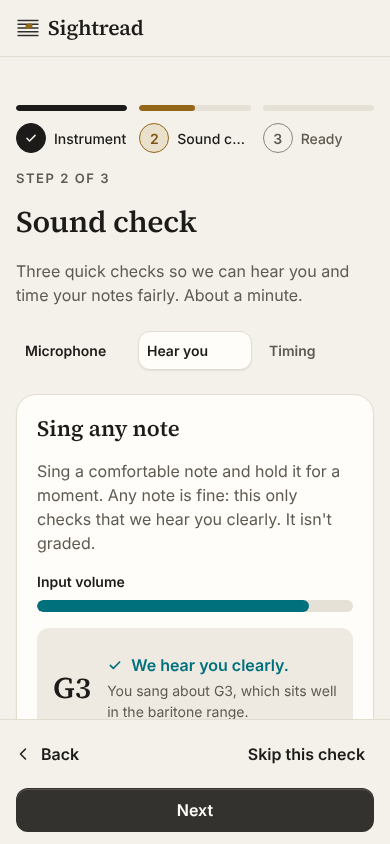 Sightread
Instrument
2 Sound c...
3 Ready
STEP 2 OF 3
Sound check
Three quick checks so we can hear you and
time your notes fairly. About a minute.
Microphone Hear you Timing
Sing any note
Sing a comfortable note and hold it for a
moment. Any note is fine: this only
checks that we hear you clearly. It isn't
graded.
Input volume
G3
We hear you clearly.
You sang about G3, which sits well
in the baritone range.
Back Skip this check
Next